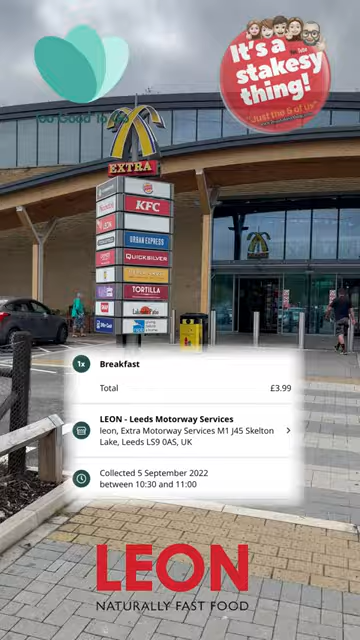 It's a
stakesy
thing!
"Just the 6 of us"
Too Good To Go
EXTRA
KFC
LEON
URBAN EXPRESS
QUICKSILVER
TORTILLA
1x Breakfast
Total £3.99
LEON - Leeds Motorway Services
leon, Extra Motorway Services M1 J45 Skelton
Lake, Leeds LS9 0AS, UK
Collected 5 September 2022
between 10:30 and 11:00
LEON
NATURALLY FAST FOOD